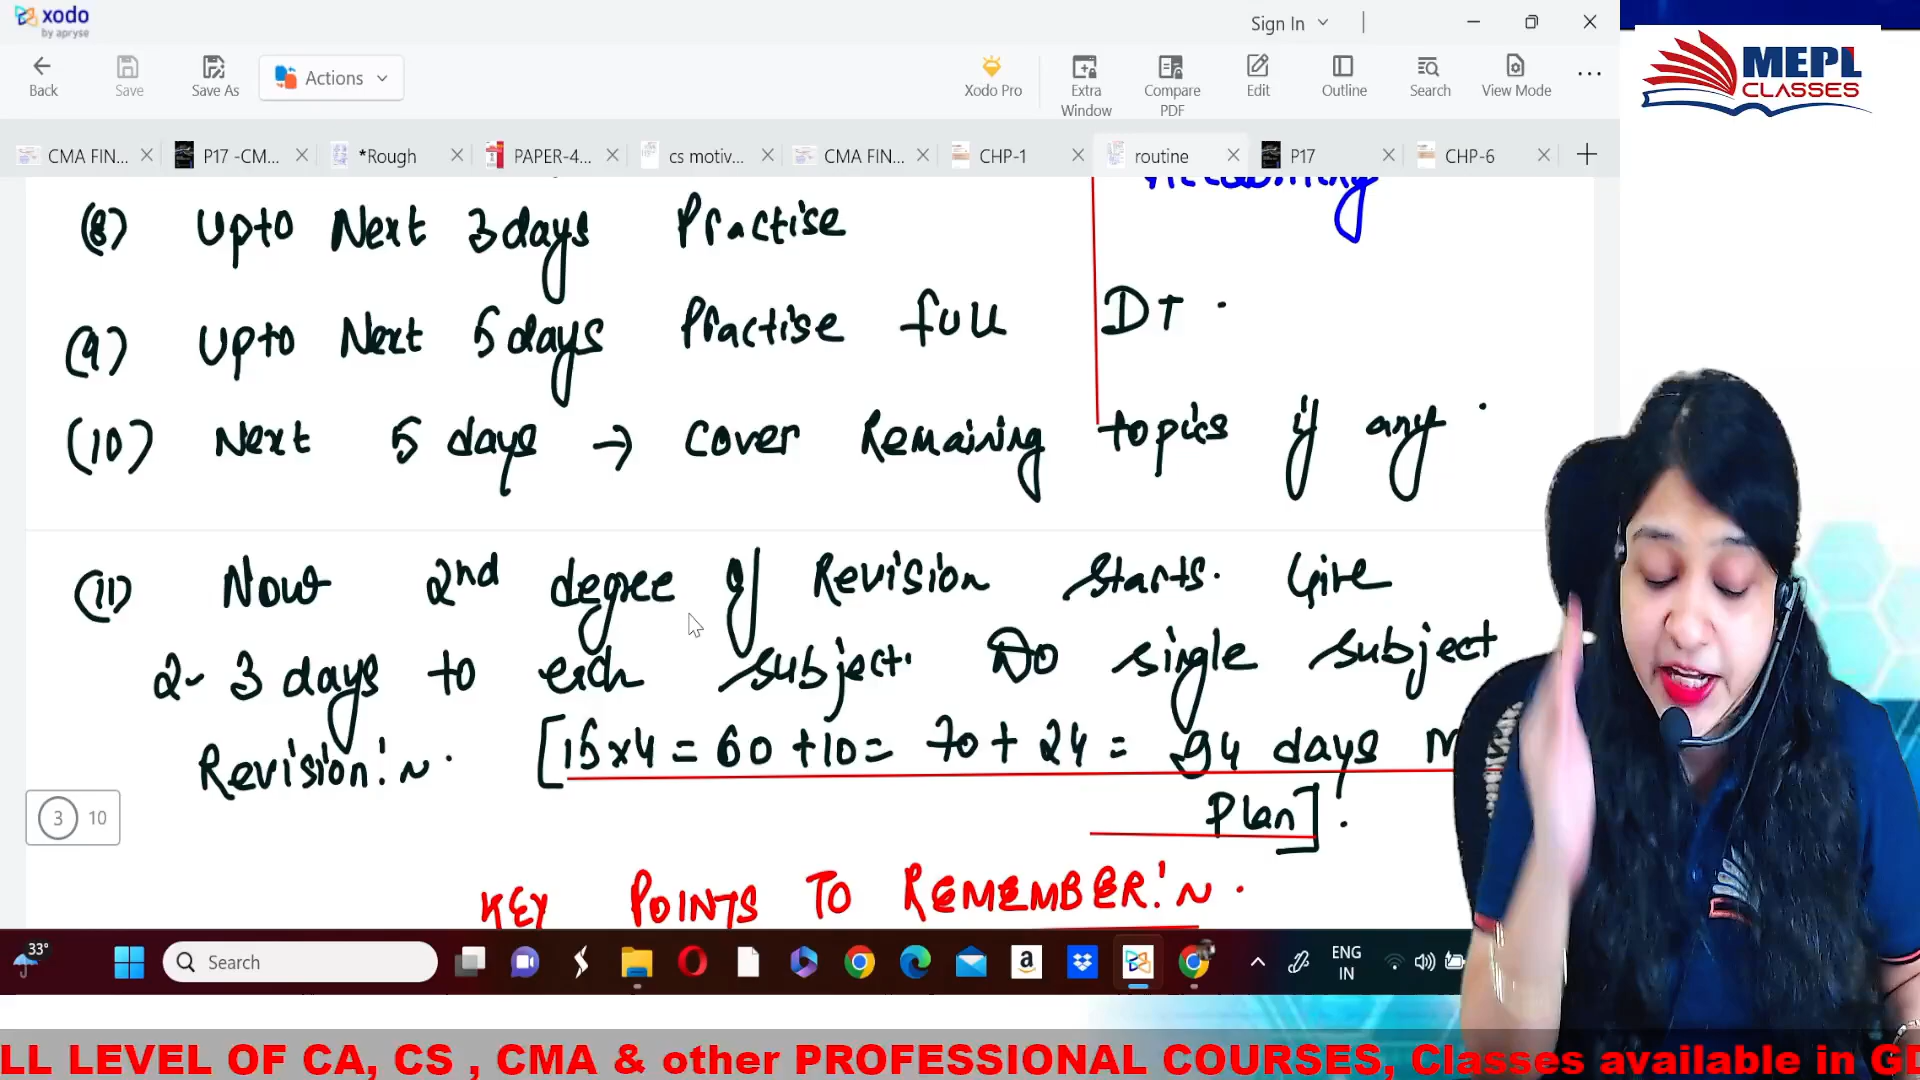 xodo
by apryse
Sign In
Back
Save
Save As
Actions
Xodo Pro
Extra Window
Compare PDF
Edit
Outline
Search
View Mode
MEPL
CLASSES
CMA FIN...
P17 -CM...
*Rough
PAPER-4...
cs motiv...
CMA FIN...
CHP-1
routine
P17
CHP-6
(8) Upto Next 3 days Practise
(9) Upto Next 5 days Practise full DT .
(10) Next 5 days → cover Remaining topics if any .
(11) Now 2nd degree of Revision starts. Give
2-3 days to each subject. Do single subject
Revision:~. [15x4 = 60 +10 = 70 + 24 = 94 days
Plan].
3 10
KEY POINTS TO REMEMBER:~.
33°
Search
ENG
IN
LL LEVEL OF CA, CS , CMA & other PROFESSIONAL COURSES, Classes available in